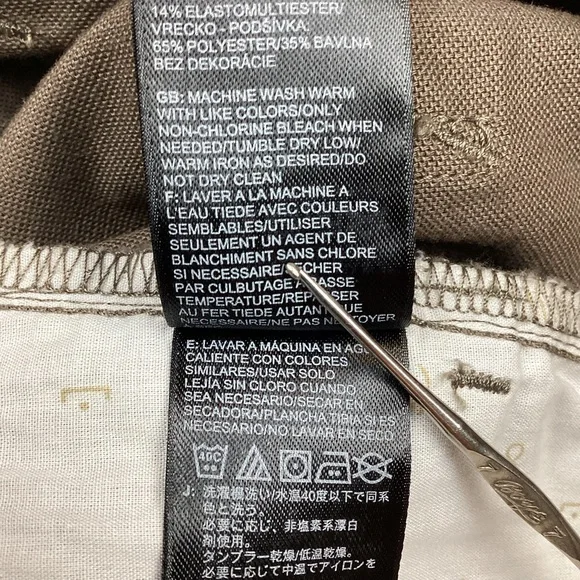 14% ELASTOMULTIESTER/
VRECKO - PODŠÍVKA
65% POLYESTER/35% BAVLNA
BEZ DEKORÁCIE
GB: MACHINE WASH WARM
WITH LIKE COLORS/ONLY
NON-CHLORINE BLEACH WHEN
NEEDED/TUMBLE DRY LOW/
WARM IRON AS DESIRED/DO
NOT DRY CLEAN
F: LAVER A LA MACHINE A
L'EAU TIEDE AVEC COULEURS
SEMBLABLES/UTILISER
SEULEMENT UN AGENT DE
BLANCHIMENT SANS CHLORE
SI NECESSAIRE/
PAR CULBUTAGE A
TEMPERATURE/
AU FER TIEDE AUTANT QUE
NECESSAIRE/NE PAS NETTOYER
E: LAVAR A MÁQUINA EN AGUA
CALIENTE CON COLORES
SIMILARES/USAR SOLO
LEJÍA SIN CLORO CUANDO
SEA NECESARIO/SECAR EN
SECADORA/PLANCHA TIBIA SI ES
NECESARIO/NO LAVAR EN SECO
40C
J: 洗濯機洗い/水温40度以下で同系
色と洗う。
必要に応じ、非塩素系漂白
剤使用。
タンブラー乾燥/低温乾燥。
必要に応じて中温でアイロンを